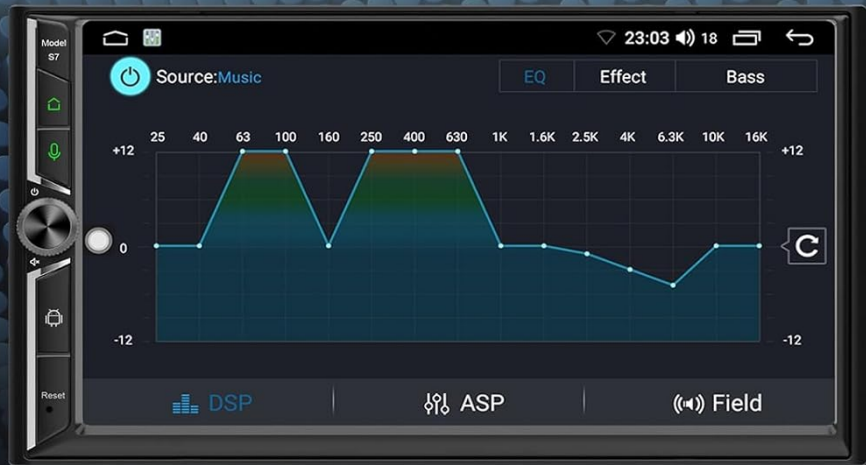 Model
S7
23:03 18
Source:Music
EQ Effect Bass
25 40 63 100 160 250 400 630 1K 1.6K 2.5K 4K 6.3K 10K 16K
+12 +12
0
-12 -12
Reset
DSP ASP Field